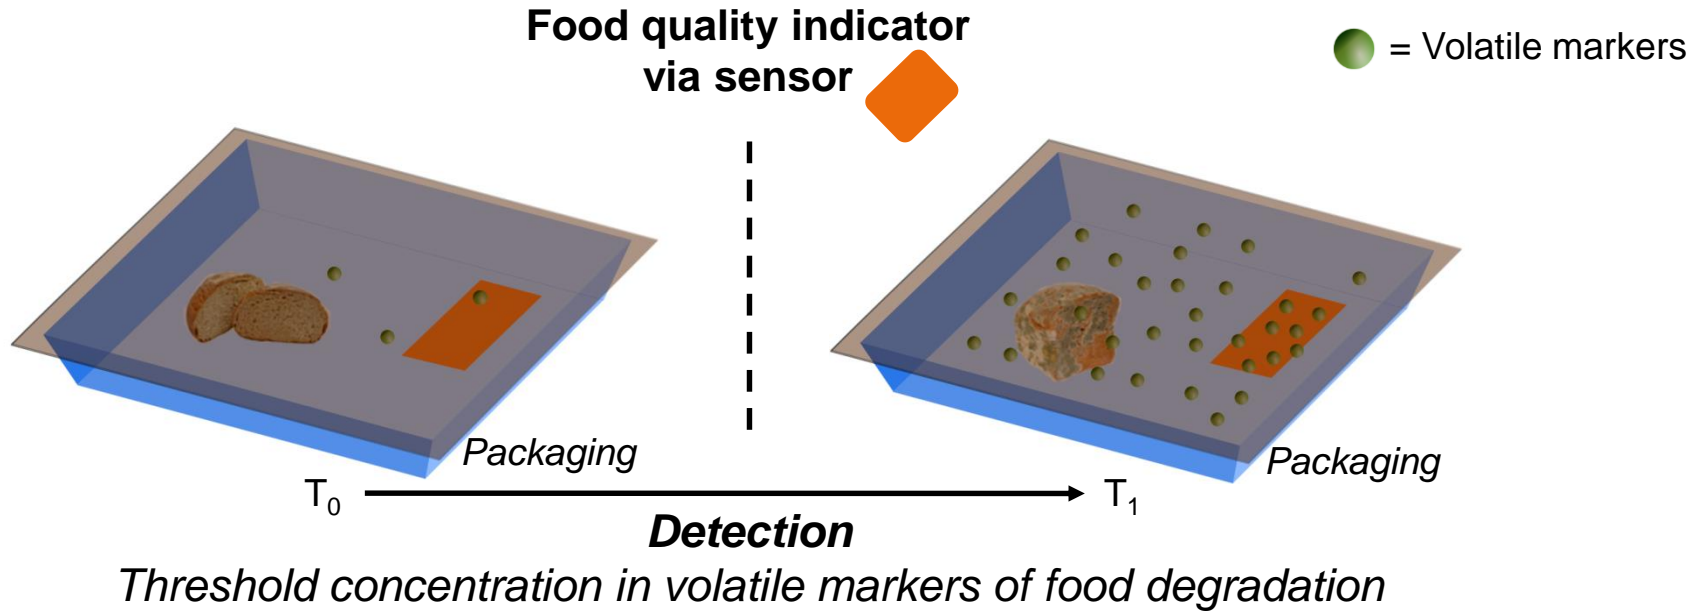 Food quality indicator
via sensor
= Volatile markers
Packaging
Packaging
T₀
T₁
Detection
Threshold concentration in volatile markers of food degradation